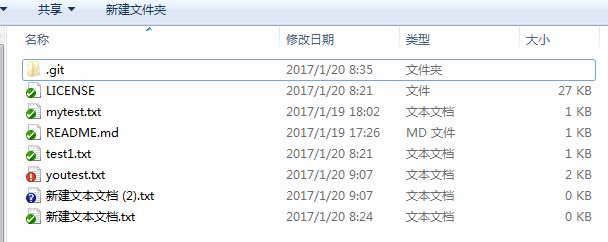 共享 新建文件夹
名称 修改日期 类型 大小
.git 2017/1/20 8:35 文件夹
LICENSE 2017/1/20 8:21 文件 27 KB
mytest.txt 2017/1/19 18:02 文本文档 1 KB
README.md 2017/1/19 17:26 MD 文件 1 KB
test1.txt 2017/1/20 8:21 文本文档 1 KB
youtest.txt 2017/1/20 9:07 文本文档 2 KB
新建文本文档 (2).txt 2017/1/20 9:07 文本文档 0 KB
新建文本文档.txt 2017/1/20 8:24 文本文档 0 KB